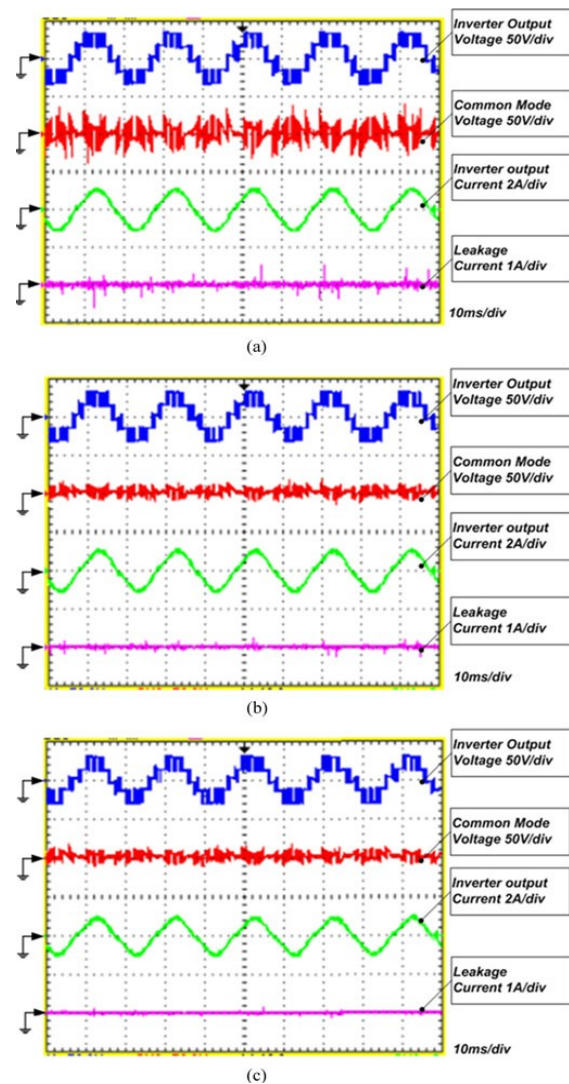 Inverter Output
Voltage 50V/div
Common Mode
Voltage 50V/div
Inverter output
Current 2A/div
Leakage
Current 1A/div
10ms/div
(a)
Inverter Output
Voltage 50V/div
Common Mode
Voltage 50V/div
Inverter output
Current 2A/div
Leakage
Current 1A/div
10ms/div
(b)
Inverter Output
Voltage 50V/div
Common Mode
Voltage 50V/div
Inverter output
Current 2A/div
Leakage
Current 1A/div
10ms/div
(c)